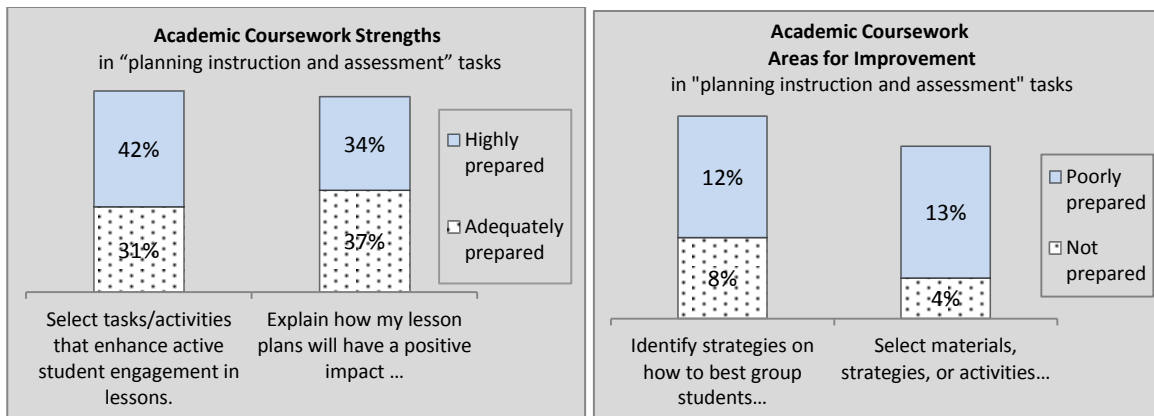 Academic Coursework Strengths
in “planning instruction and assessment” tasks
42%
34%
31%
37%
Highly
prepared
Adequately
prepared
Select tasks/activities
that enhance active
student engagement in
lessons.
Explain how my lesson
plans will have a positive
impact …
Academic Coursework
Areas for Improvement
in "planning instruction and assessment" tasks
12%
13%
8%
4%
Poorly
prepared
Not
prepared
Identify strategies on
how to best group
students…
Select materials,
strategies, or activities…